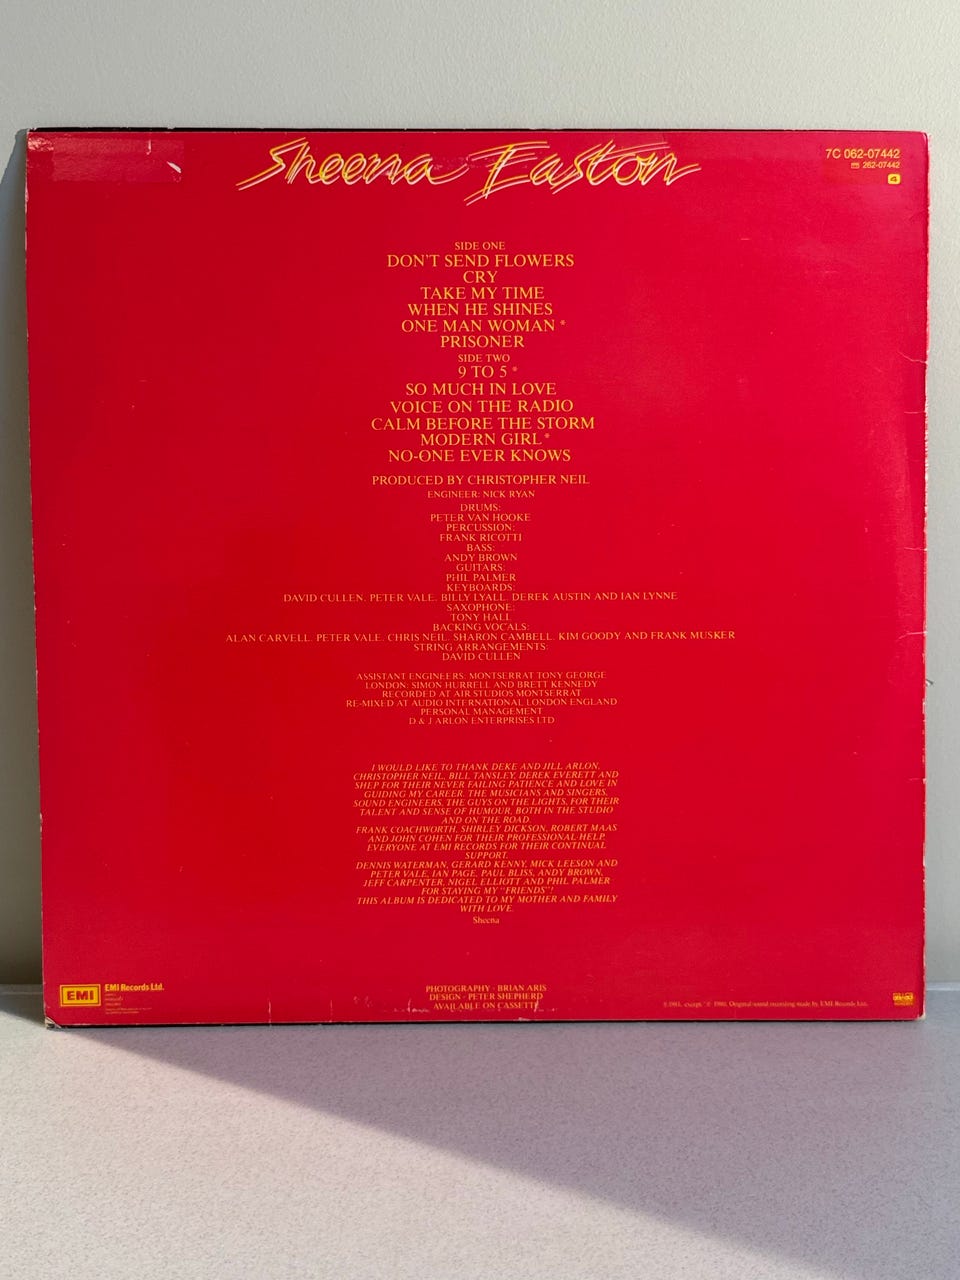 Sheena Easton
7C 062-07442
262-07442
4
SIDE ONE
DON'T SEND FLOWERS
CRY
TAKE MY TIME
WHEN HE SHINES
ONE MAN WOMAN *
PRISONER
SIDE TWO
9 TO 5 *
SO MUCH IN LOVE
VOICE ON THE RADIO
CALM BEFORE THE STORM
MODERN GIRL *
NO-ONE EVER KNOWS
PRODUCED BY CHRISTOPHER NEIL
ENGINEER: NICK RYAN
DRUMS:
PETER VAN HOOKE
PERCUSSION:
FRANK RICOTTI
BASS:
ANDY BROWN
GUITARS:
PHIL PALMER
KEYBOARDS:
DAVID CULLEN. PETER VALE. BILLY LYALL. DEREK AUSTIN AND IAN LYNNE
SAXOPHONE:
TONY HALL
BACKING VOCALS:
ALAN CARVELL. PETER VALE. CHRIS NEIL. SHARON CAMBELL. KIM GOODY AND FRANK MUSKER
STRING ARRANGEMENTS:
DAVID CULLEN
ASSISTANT ENGINEERS. MONTSERRAT TONY GEORGE
LONDON: SIMON HURRELL AND BRETT KENNEDY
RECORDED AT AIR STUDIOS MONTSERRAT
RE-MIXED AT AUDIO INTERNATIONAL LONDON ENGLAND
PERSONAL MANAGEMENT
D & J ARLON ENTERPRISES LTD
I WOULD LIKE TO THANK DEKE AND JILL ARLON,
CHRISTOPHER NEIL, BILL TANSLEY, DEREK EVERETT AND
SHEP FOR THEIR NEVER FAILING PATIENCE AND LOVE IN
GUIDING MY CAREER. THE MUSICIANS AND SINGERS,
SOUND ENGINEERS, THE GUYS ON THE LIGHTS, FOR THEIR
TALENT AND SENSE OF HUMOUR, BOTH IN THE STUDIO
AND ON THE ROAD.
FRANK COACHWORTH, SHIRLEY DICKSON, ROBERT MAAS
AND JOHN COHEN FOR THEIR PROFESSIONAL HELP.
EVERYONE AT EMI RECORDS FOR THEIR CONTINUAL
SUPPORT.
DENNIS WATERMAN, GERARD KENNY, MICK LEESON AND
PETER VALE, IAN PAGE, PAUL BLISS, ANDY BROWN,
JEFF CARPENTER, NIGEL ELLIOTT AND PHIL PALMER
FOR STAYING MY "FRIENDS"!
THIS ALBUM IS DEDICATED TO MY MOTHER AND FAMILY
WITH LOVE.
Sheena
EMI
EMI Records Ltd.
PHOTOGRAPHY · BRIAN ARIS
DESIGN · PETER SHEPHERD
AVAILABLE ON CASSETTE
℗ 1981, except * ℗ 1980. Original sound recording made by EMI Records Ltd.